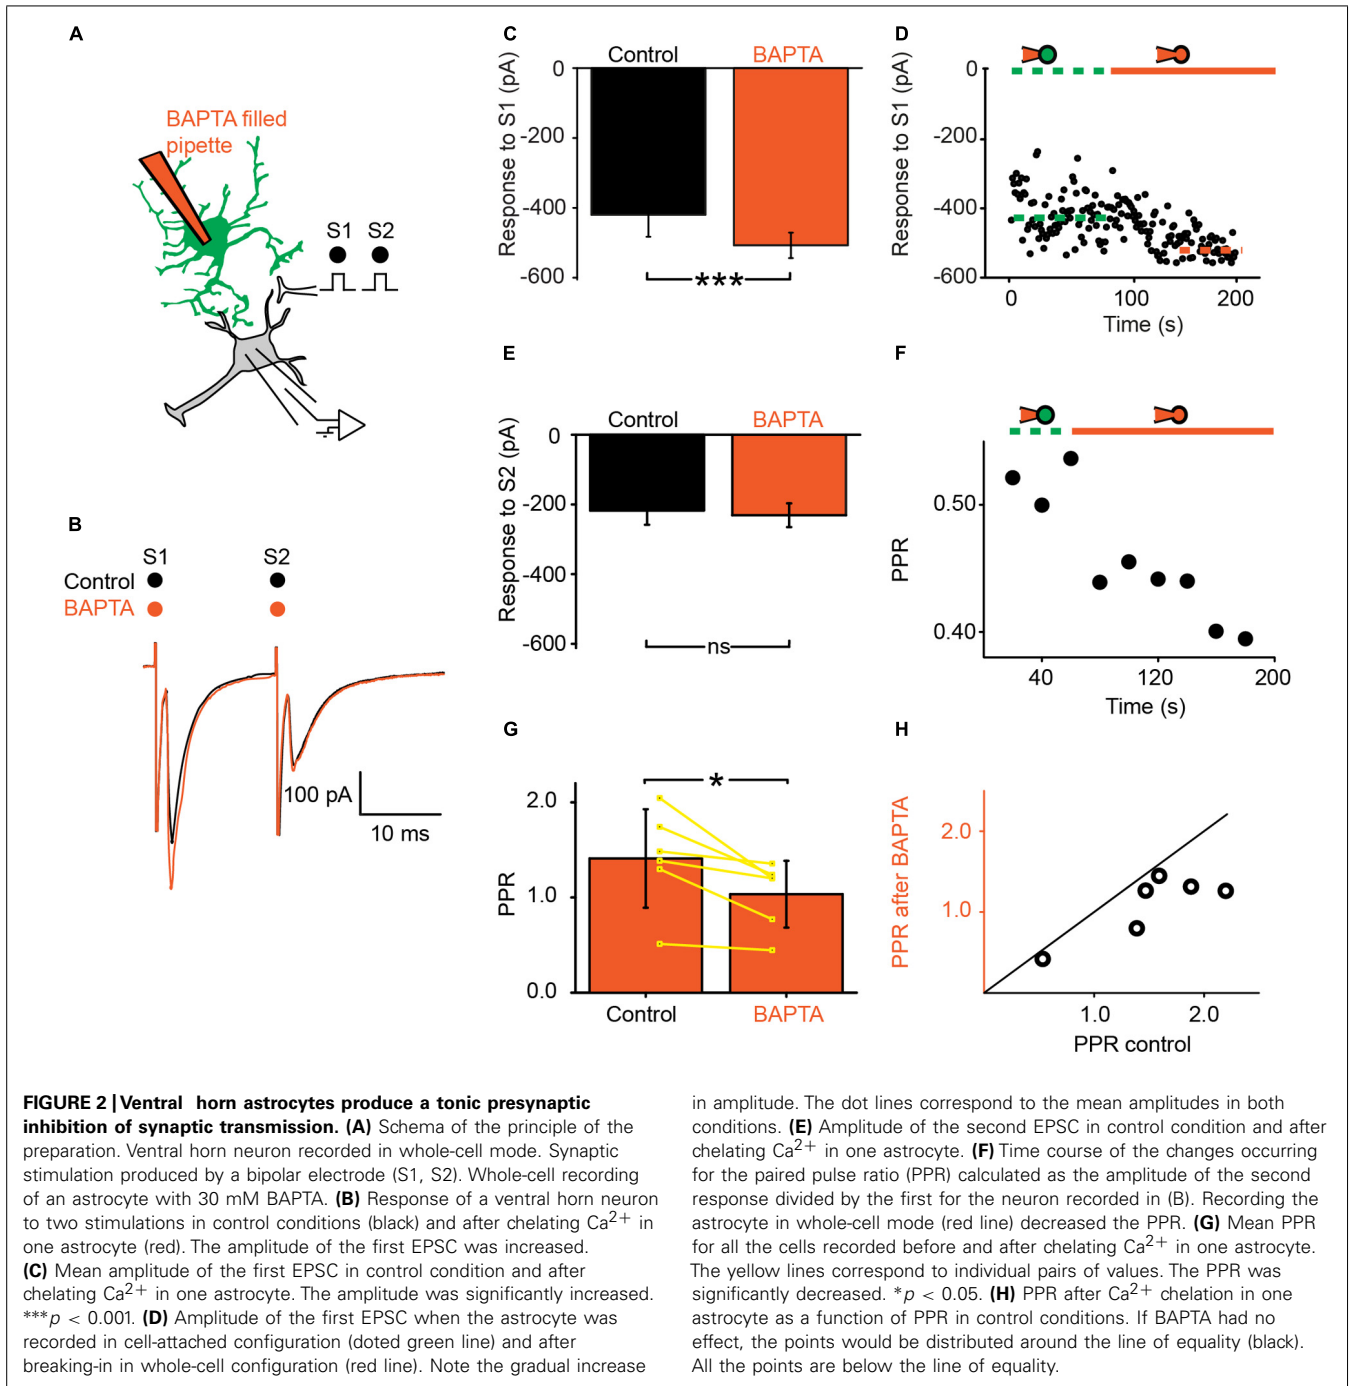 A
BAPTA filled
pipette
S1 S2
B
S1 S2
Control
BAPTA
100 pA
10 ms
C
Control BAPTA
Response to S1 (pA)
0
-200
-400
-600
***
D
Response to S1 (pA)
0
-200
-400
-600
0 100 200
Time (s)
E
Control BAPTA
Response to S2 (pA)
0
-200
-400
-600
ns
F
PPR
0.50
0.40
40 120 200
Time (s)
G
*
PPR
2.0
1.0
0.0
Control BAPTA
H
PPR after BAPTA
2.0
1.0
1.0 2.0
PPR control
FIGURE 2 | Ventral horn astrocytes produce a tonic presynaptic
inhibition of synaptic transmission. (A) Schema of the principle of the
preparation. Ventral horn neuron recorded in whole-cell mode. Synaptic
stimulation produced by a bipolar electrode (S1, S2). Whole-cell recording
of an astrocyte with 30 mM BAPTA. (B) Response of a ventral horn neuron
to two stimulations in control conditions (black) and after chelating Ca2+ in
one astrocyte (red). The amplitude of the first EPSC was increased.
(C) Mean amplitude of the first EPSC in control condition and after
chelating Ca2+ in one astrocyte. The amplitude was significantly increased.
***p < 0.001. (D) Amplitude of the first EPSC when the astrocyte was
recorded in cell-attached configuration (doted green line) and after
breaking-in in whole-cell configuration (red line). Note the gradual increase
in amplitude. The dot lines correspond to the mean amplitudes in both
conditions. (E) Amplitude of the second EPSC in control condition and after
chelating Ca2+ in one astrocyte. (F) Time course of the changes occurring
for the paired pulse ratio (PPR) calculated as the amplitude of the second
response divided by the first for the neuron recorded in (B). Recording the
astrocyte in whole-cell mode (red line) decreased the PPR. (G) Mean PPR
for all the cells recorded before and after chelating Ca2+ in one astrocyte.
The yellow lines correspond to individual pairs of values. The PPR was
significantly decreased. *p < 0.05. (H) PPR after Ca2+ chelation in one
astrocyte as a function of PPR in control conditions. If BAPTA had no
effect, the points would be distributed around the line of equality (black).
All the points are below the line of equality.